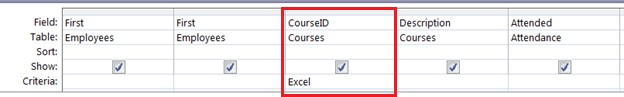 Field: First First CourseID Description Attended
Table: Employees Employees Courses Courses Attendance
Sort:
Show:
Criteria: Excel